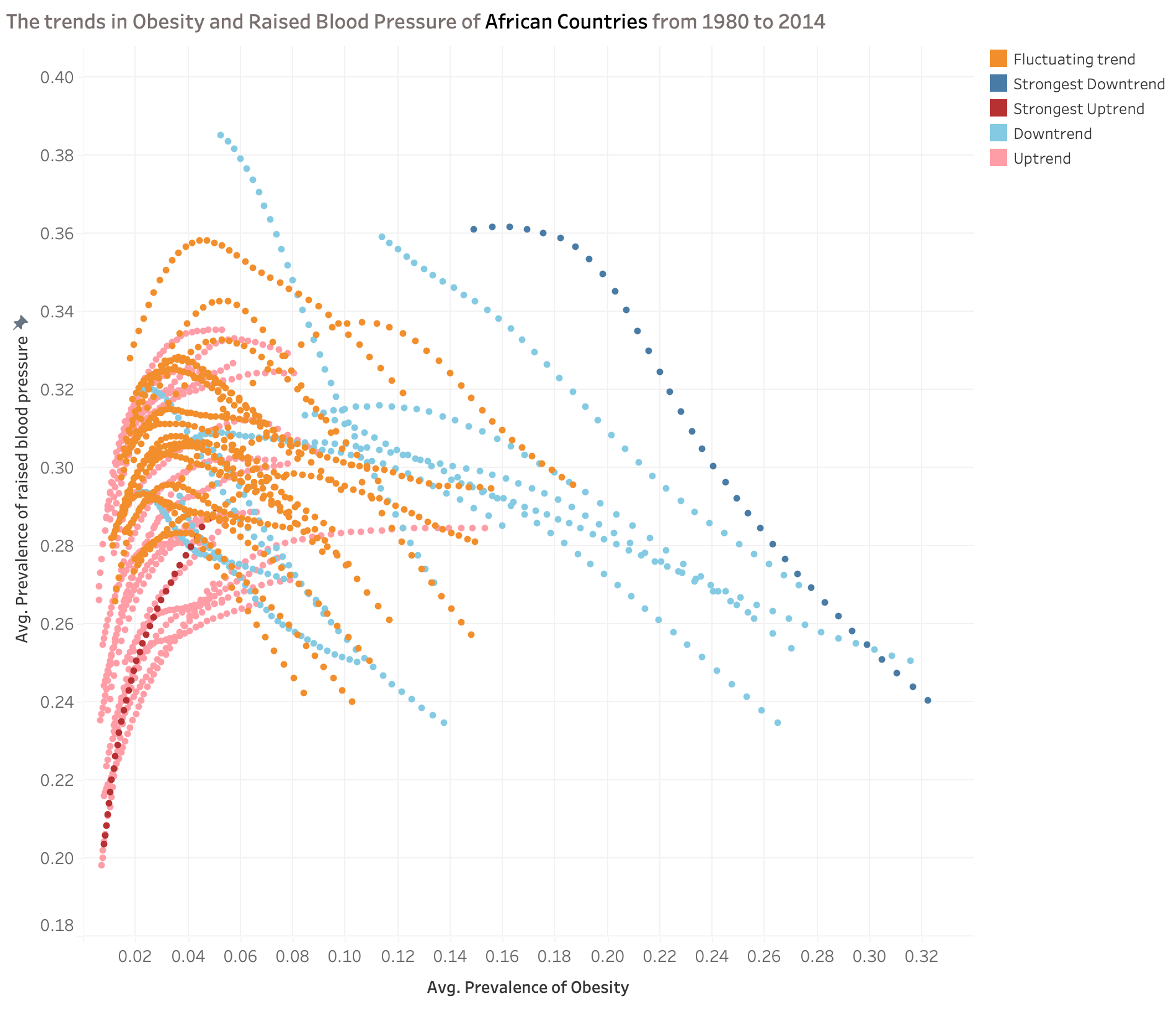 The trends in Obesity and Raised Blood Pressure of African Countries from 1980 to 2014
Fluctuating trend
Strongest Downtrend
Strongest Uptrend
Downtrend
Uptrend
Avg. Prevalence of raised blood pressure
0.40
0.38
0.36
0.34
0.32
0.30
0.28
0.26
0.24
0.22
0.20
0.18
0.02 0.04 0.06 0.08 0.10 0.12 0.14 0.16 0.18 0.20 0.22 0.24 0.26 0.28 0.30 0.32
Avg. Prevalence of Obesity